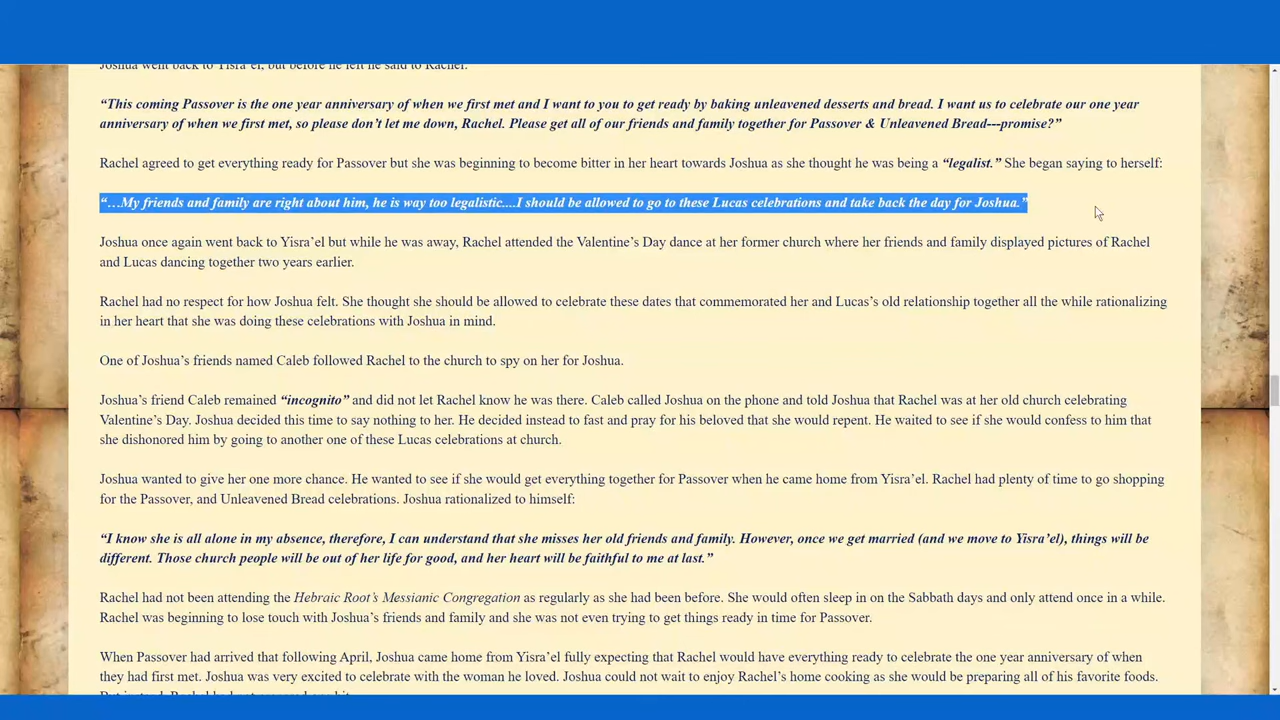 Joshua went back to Yisra’el, but before he left he said to Rachel:
“This coming Passover is the one year anniversary of when we first met and I want to you to get ready by baking unleavened desserts and bread. I want us to celebrate our one year
anniversary of when we first met, so please don’t let me down, Rachel. Please get all of our friends and family together for Passover & Unleavened Bread---promise?”
Rachel agreed to get everything ready for Passover but she was beginning to become bitter in her heart towards Joshua as she thought he was being a “legalist.” She began saying to herself:
“…My friends and family are right about him, he is way too legalistic....I should be allowed to go to these Lucas celebrations and take back the day for Joshua.”
Joshua once again went back to Yisra’el but while he was away, Rachel attended the Valentine’s Day dance at her former church where her friends and family displayed pictures of Rachel
and Lucas dancing together two years earlier.
Rachel had no respect for how Joshua felt. She thought she should be allowed to celebrate these dates that commemorated her and Lucas’s old relationship together all the while rationalizing
in her heart that she was doing these celebrations with Joshua in mind.
One of Joshua’s friends named Caleb followed Rachel to the church to spy on her for Joshua.
Joshua’s friend Caleb remained “incognito” and did not let Rachel know he was there. Caleb called Joshua on the phone and told Joshua that Rachel was at her old church celebrating
Valentine’s Day. Joshua decided this time to say nothing to her. He decided instead to fast and pray for his beloved that she would repent. He waited to see if she would confess to him that
she dishonored him by going to another one of these Lucas celebrations at church.
Joshua wanted to give her one more chance. He wanted to see if she would get everything together for Passover when he came home from Yisra’el. Rachel had plenty of time to go shopping
for the Passover, and Unleavened Bread celebrations. Joshua rationalized to himself:
“I know she is all alone in my absence, therefore, I can understand that she misses her old friends and family. However, once we get married (and we move to Yisra’el), things will be
different. Those church people will be out of her life for good, and her heart will be faithful to me at last.”
Rachel had not been attending the Hebraic Root’s Messianic Congregation as regularly as she had been before. She would often sleep in on the Sabbath days and only attend once in a while.
Rachel was beginning to lose touch with Joshua’s friends and family and she was not even trying to get things ready in time for Passover.
When Passover had arrived that following April, Joshua came home from Yisra’el fully expecting that Rachel would have everything ready to celebrate the one year anniversary of when
they had first met. Joshua was very excited to celebrate with the woman he loved. Joshua could not wait to enjoy Rachel’s home cooking as she would be preparing all of his favorite foods.